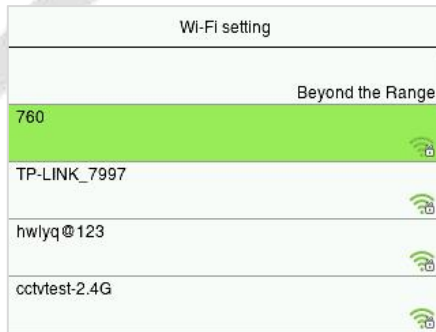 Wi-Fi setting
Beyond the Range
760
TP-LINK_7997
hwlyq@123
cctvtest-2.4G